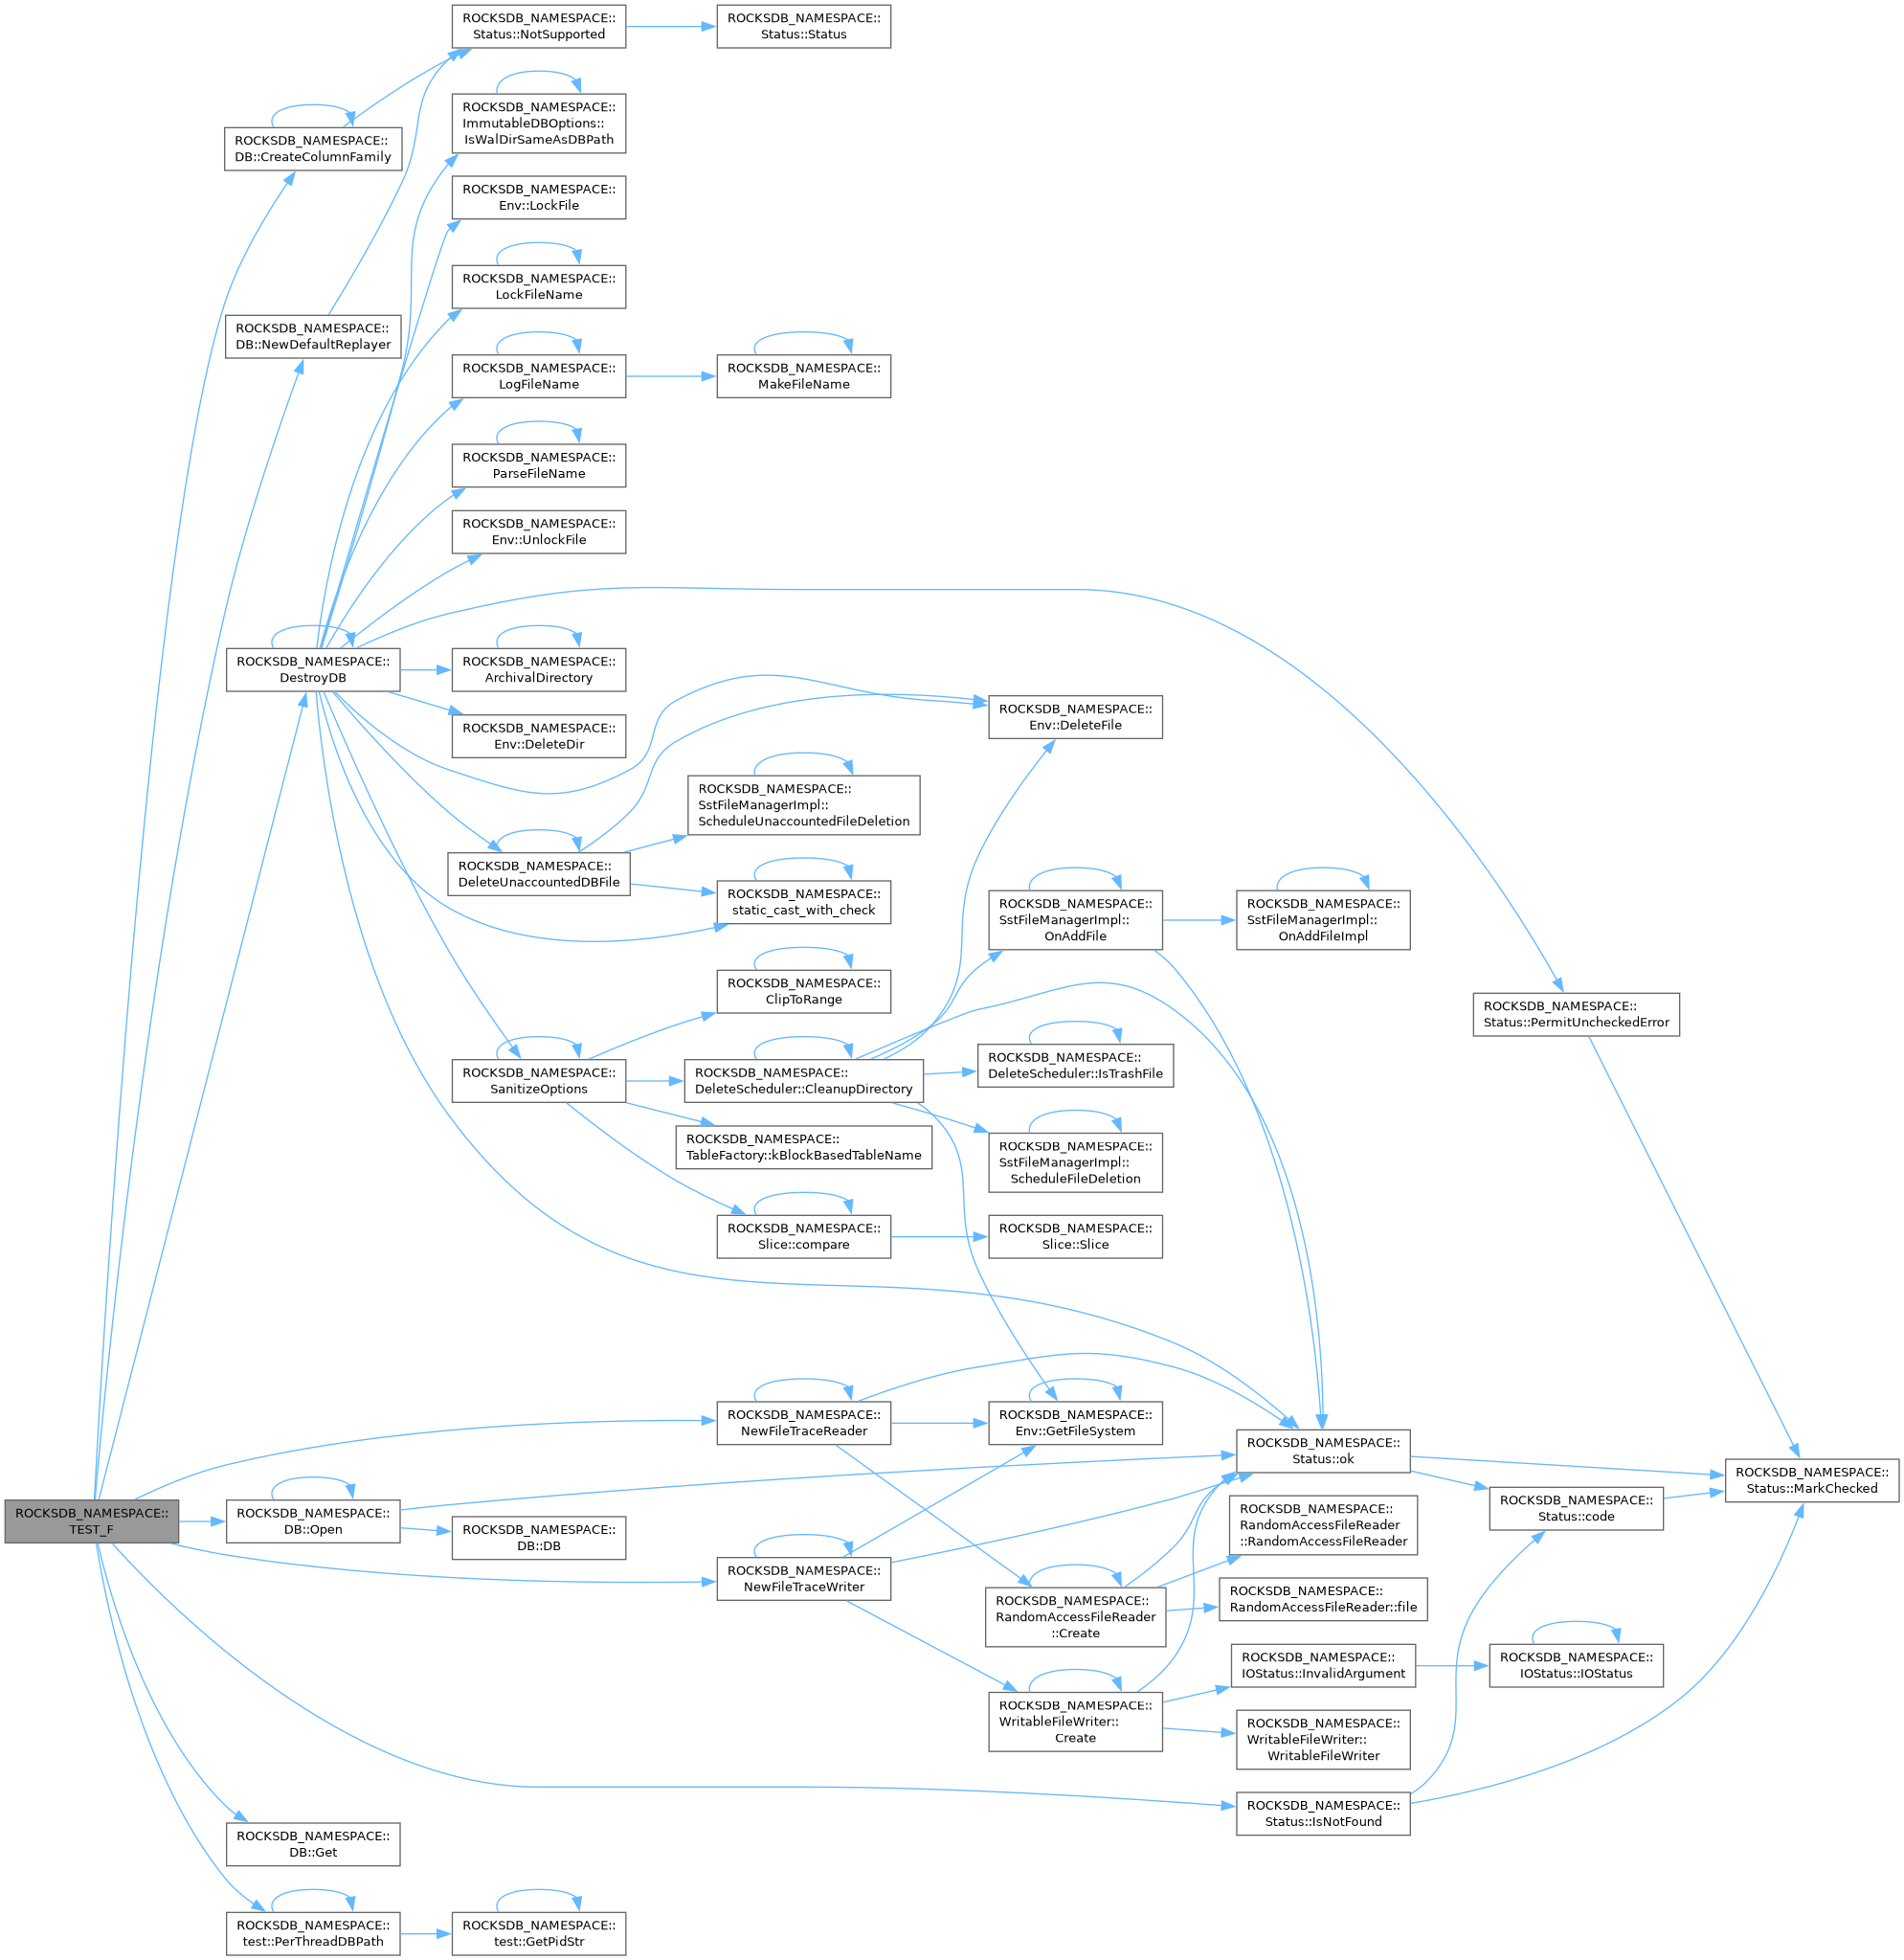 ROCKSDB_NAMESPACE::
Status::NotSupported
ROCKSDB_NAMESPACE::
Status::Status
ROCKSDB_NAMESPACE::
ImmutableDBOptions::
IsWalDirSameAsDBPath
ROCKSDB_NAMESPACE::
DB::CreateColumnFamily
ROCKSDB_NAMESPACE::
Env::LockFile
ROCKSDB_NAMESPACE::
LockFileName
ROCKSDB_NAMESPACE::
DB::NewDefaultReplayer
ROCKSDB_NAMESPACE::
LogFileName
ROCKSDB_NAMESPACE::
MakeFileName
ROCKSDB_NAMESPACE::
ParseFileName
ROCKSDB_NAMESPACE::
Env::UnlockFile
ROCKSDB_NAMESPACE::
DestroyDB
ROCKSDB_NAMESPACE::
ArchivalDirectory
ROCKSDB_NAMESPACE::
Env::DeleteDir
ROCKSDB_NAMESPACE::
Env::DeleteFile
ROCKSDB_NAMESPACE::
SstFileManagerImpl::
ScheduleUnaccountedFileDeletion
ROCKSDB_NAMESPACE::
DeleteUnaccountedDBFile
ROCKSDB_NAMESPACE::
static_cast_with_check
ROCKSDB_NAMESPACE::
SstFileManagerImpl::
OnAddFile
ROCKSDB_NAMESPACE::
SstFileManagerImpl::
OnAddFileImpl
ROCKSDB_NAMESPACE::
ClipToRange
ROCKSDB_NAMESPACE::
Status::PermitUncheckedError
ROCKSDB_NAMESPACE::
SanitizeOptions
ROCKSDB_NAMESPACE::
DeleteScheduler::CleanupDirectory
ROCKSDB_NAMESPACE::
DeleteScheduler::IsTrashFile
ROCKSDB_NAMESPACE::
TableFactory::kBlockBasedTableName
ROCKSDB_NAMESPACE::
SstFileManagerImpl::
ScheduleFileDeletion
ROCKSDB_NAMESPACE::
Slice::compare
ROCKSDB_NAMESPACE::
Slice::Slice
ROCKSDB_NAMESPACE::
NewFileTraceReader
ROCKSDB_NAMESPACE::
Env::GetFileSystem
ROCKSDB_NAMESPACE::
Status::ok
ROCKSDB_NAMESPACE::
Status::MarkChecked
ROCKSDB_NAMESPACE::
TEST_F
ROCKSDB_NAMESPACE::
DB::Open
ROCKSDB_NAMESPACE::
DB::DB
ROCKSDB_NAMESPACE::
RandomAccessFileReader
::RandomAccessFileReader
ROCKSDB_NAMESPACE::
Status::code
ROCKSDB_NAMESPACE::
NewFileTraceWriter
ROCKSDB_NAMESPACE::
RandomAccessFileReader
::Create
ROCKSDB_NAMESPACE::
RandomAccessFileReader::file
ROCKSDB_NAMESPACE::
IOStatus::InvalidArgument
ROCKSDB_NAMESPACE::
IOStatus::IOStatus
ROCKSDB_NAMESPACE::
WritableFileWriter::
Create
ROCKSDB_NAMESPACE::
WritableFileWriter::
WritableFileWriter
ROCKSDB_NAMESPACE::
Status::IsNotFound
ROCKSDB_NAMESPACE::
DB::Get
ROCKSDB_NAMESPACE::
test::PerThreadDBPath
ROCKSDB_NAMESPACE::
test::GetPidStr